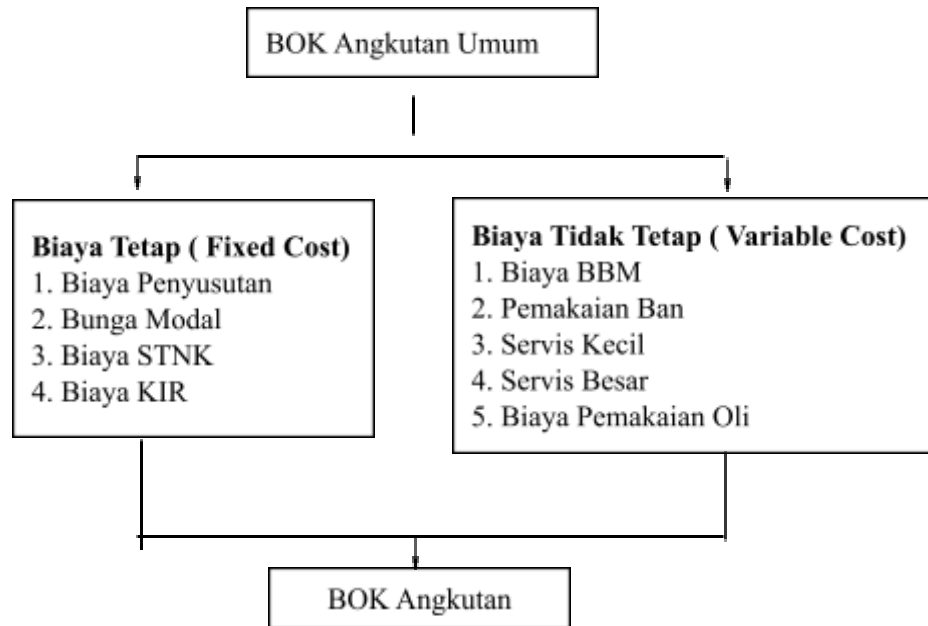 BOK Angkutan Umum
Biaya Tetap ( Fixed Cost)
1. Biaya Penyusutan
2. Bunga Modal
3. Biaya STNK
4. Biaya KIR
Biaya Tidak Tetap ( Variable Cost)
1. Biaya BBM
2. Pemakaian Ban
3. Servis Kecil
4. Servis Besar
5. Biaya Pemakaian Oli
BOK Angkutan